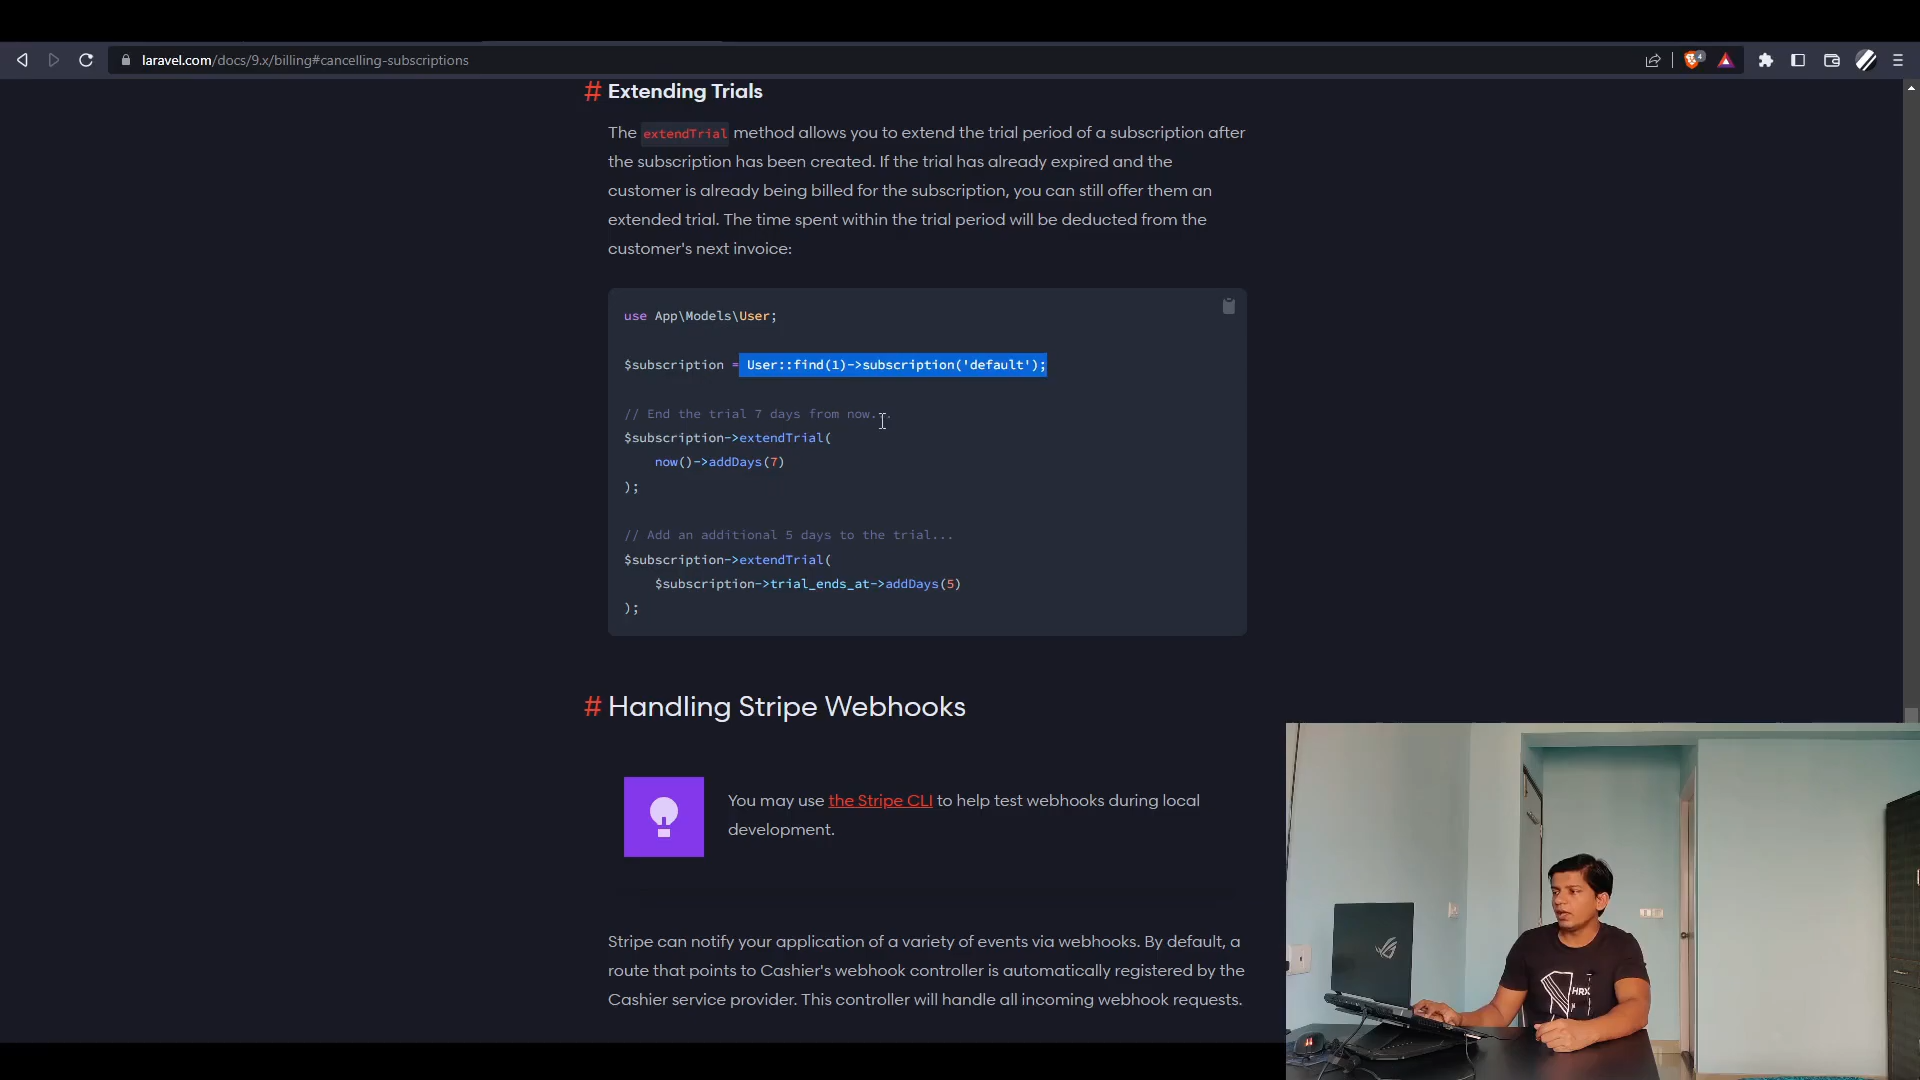 laravel.com/docs/9.x/billing#cancelling-subscriptions
4
# Extending Trials
The extendTrial method allows you to extend the trial period of a subscription after
the subscription has been created. If the trial has already expired and the
customer is already being billed for the subscription, you can still offer them an
extended trial. The time spent within the trial period will be deducted from the
customer's next invoice:
use App\Models\User;
$subscription = User::find(1)->subscription('default');
// End the trial 7 days from now...
$subscription->extendTrial(
now()->addDays(7)
);
// Add an additional 5 days to the trial...
$subscription->extendTrial(
$subscription->trial_ends_at->addDays(5)
);
# Handling Stripe Webhooks
You may use the Stripe CLI to help test webhooks during local
development.
Stripe can notify your application of a variety of events via webhooks. By default, a
route that points to Cashier's webhook controller is automatically registered by the
Cashier service provider. This controller will handle all incoming webhook requests.
HRX